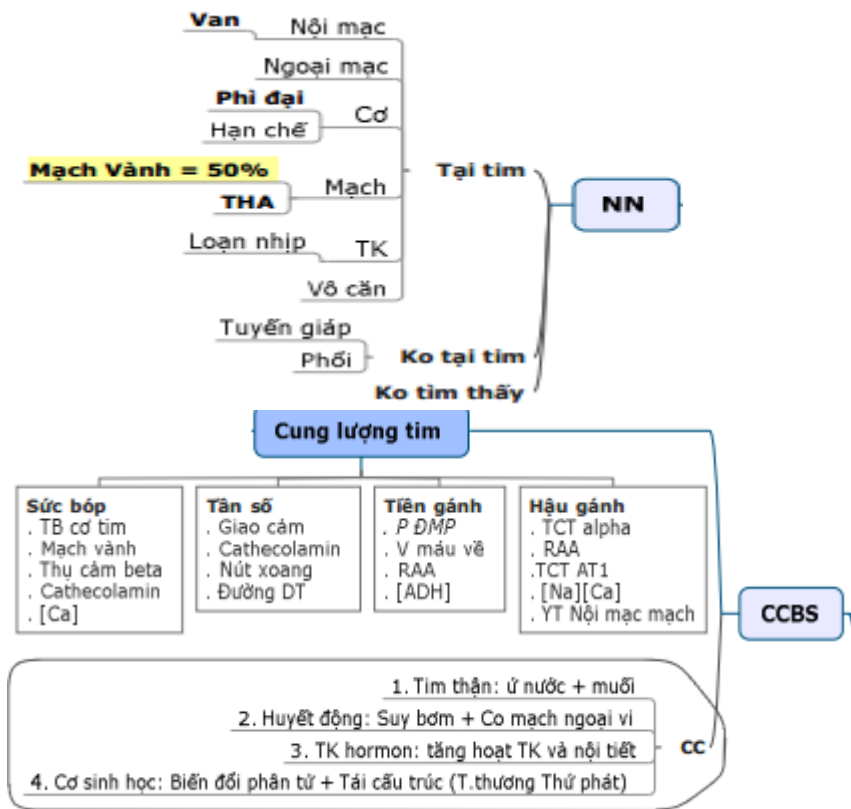 Van
Nội mạc
Ngoại mạc
Phì đại
Hạn chế
Cơ
Mạch Vành = 50%
THA
Mạch
Loạn nhịp
TK
Vô căn
Tại tim
NN
Tuyến giáp
Phổi
Ko tại tim
Ko tìm thấy
Cung lượng tim
Sức bóp
. TB cơ tim
. Mạch vành
. Thụ cảm beta
. Cathecolamin
. [Ca]
Tần số
. Giao cảm
. Cathecolamin
. Nút xoang
. Đường DT
Tiền gánh
. P ĐMP
. V máu về
. RAA
. [ADH]
Hậu gánh
. TCT alpha
. RAA
.TCT AT1
. [Na][Ca]
. YT Nội mạc mạch
CCBS
1. Tim thận: ứ nước + muối
2. Huyết động: Suy bơm + Co mạch ngoại vi
3. TK hormon: tăng hoạt TK và nội tiết
4. Cơ sinh học: Biến đổi phân tử + Tái cấu trúc (T.thương Thứ phát)
CC